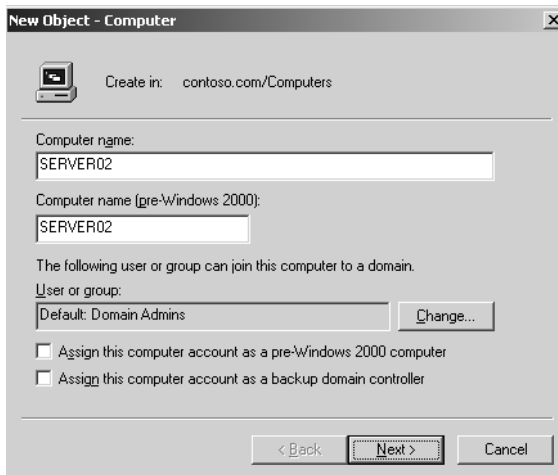 New Object - Computer
Create in: contoso.com/Computers
Computer name:
SERVER02
Computer name (pre-Windows 2000):
SERVER02
The following user or group can join this computer to a domain.
User or group:
Default: Domain Admins
Change...
Assign this computer account as a pre-Windows 2000 computer
Assign this computer account as a backup domain controller
< Back Next > Cancel